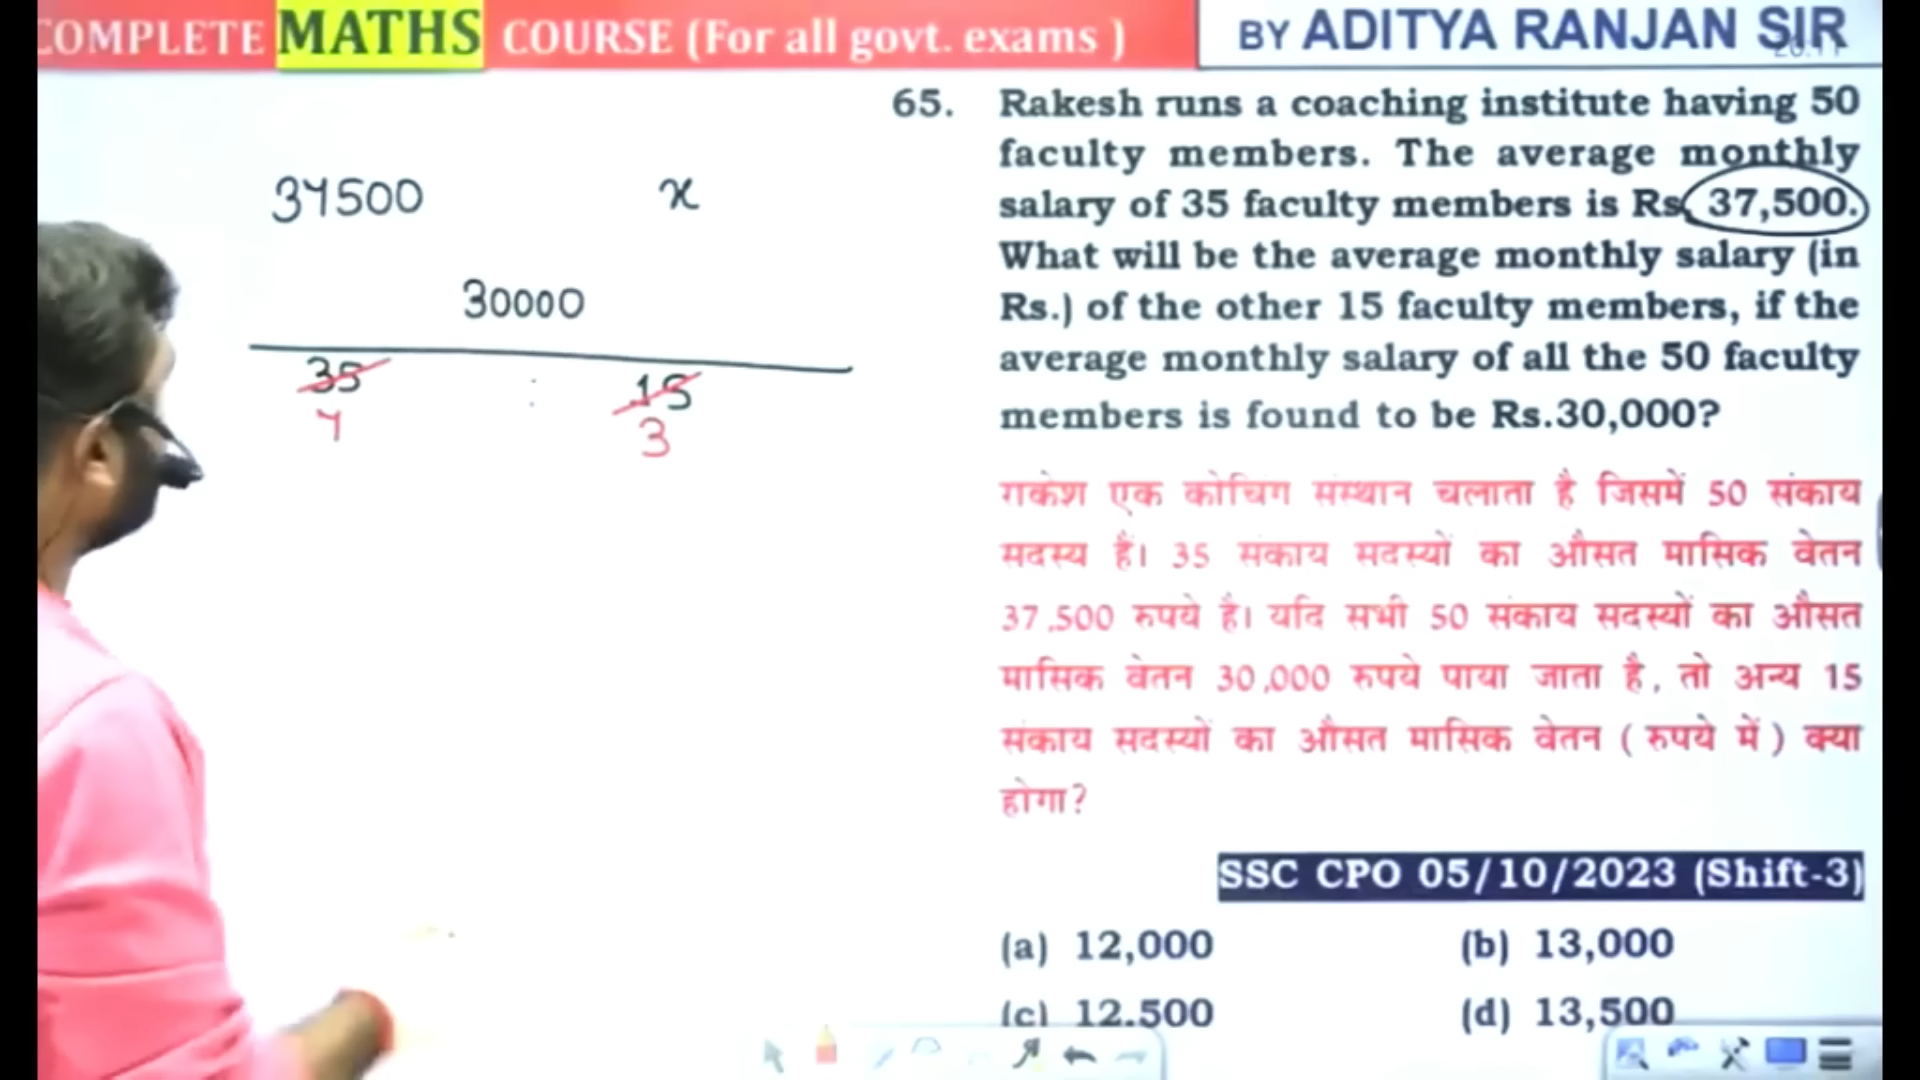 COMPLETE MATHS COURSE (For all govt. exams )
BY ADITYA RANJAN SIR
37500
x
30000
35 : 15
7
3
65. Rakesh runs a coaching institute having 50
faculty members. The average monthly
salary of 35 faculty members is Rs. 37,500.
What will be the average monthly salary (in
Rs.) of the other 15 faculty members, if the
average monthly salary of all the 50 faculty
members is found to be Rs.30,000?
राकेश एक कोचिंग संस्थान चलाता है जिसमें 50 संकाय
सदस्य हैं। 35 संकाय सदस्यों का औसत मासिक वेतन
37,500 रुपये है। यदि सभी 50 संकाय सदस्यों का औसत
मासिक वेतन 30,000 रुपये पाया जाता है, तो अन्य 15
संकाय सदस्यों का औसत मासिक वेतन ( रुपये में ) क्या
होगा?
SSC CPO 05/10/2023 (Shift-3)
(a) 12,000 (b) 13,000
(c) 12,500 (d) 13,500